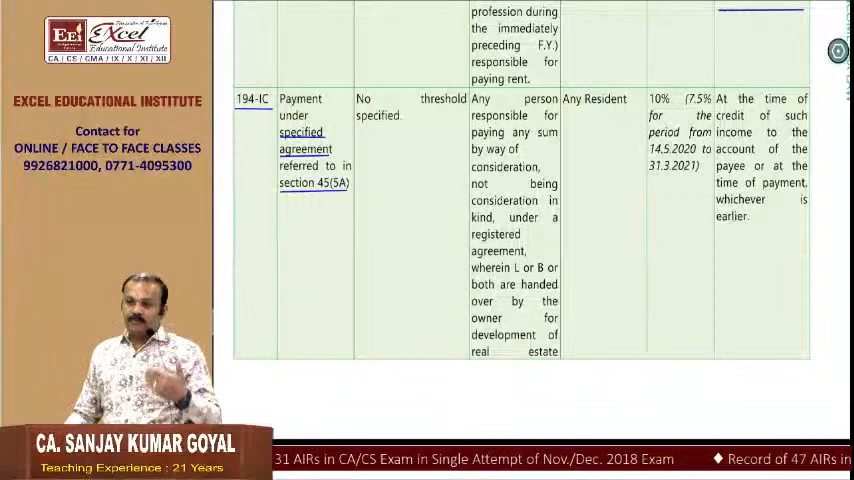 EEi
Excel
Educational Institute
CA / CS / CMA / IX / X / XI / XII
EXCEL EDUCATIONAL INSTITUTE
Contact for
ONLINE / FACE TO FACE CLASSES
9926821000, 0771-4095300
profession during
the immediately
preceding F.Y.)
responsible for
paying rent.
194-IC
Payment
under
specified
agreement
referred to in
section 45(5A)
No threshold
specified.
Any person
responsible for
paying any sum
by way of
consideration,
not being
consideration in
kind, under a
registered
agreement,
wherein L or B or
both are handed
over by the
owner for
development of
real estate
Any Resident
10% (7.5%
for the
period from
14.5.2020 to
31.3.2021)
At the time of
credit of such
income to the
account of the
payee or at the
time of payment,
whichever is
earlier.
CA. SANJAY KUMAR GOYAL
Teaching Experience : 21 Years
31 AIRs in CA/CS Exam in Single Attempt of Nov./Dec. 2018 Exam ◆ Record of 47 AIRs in